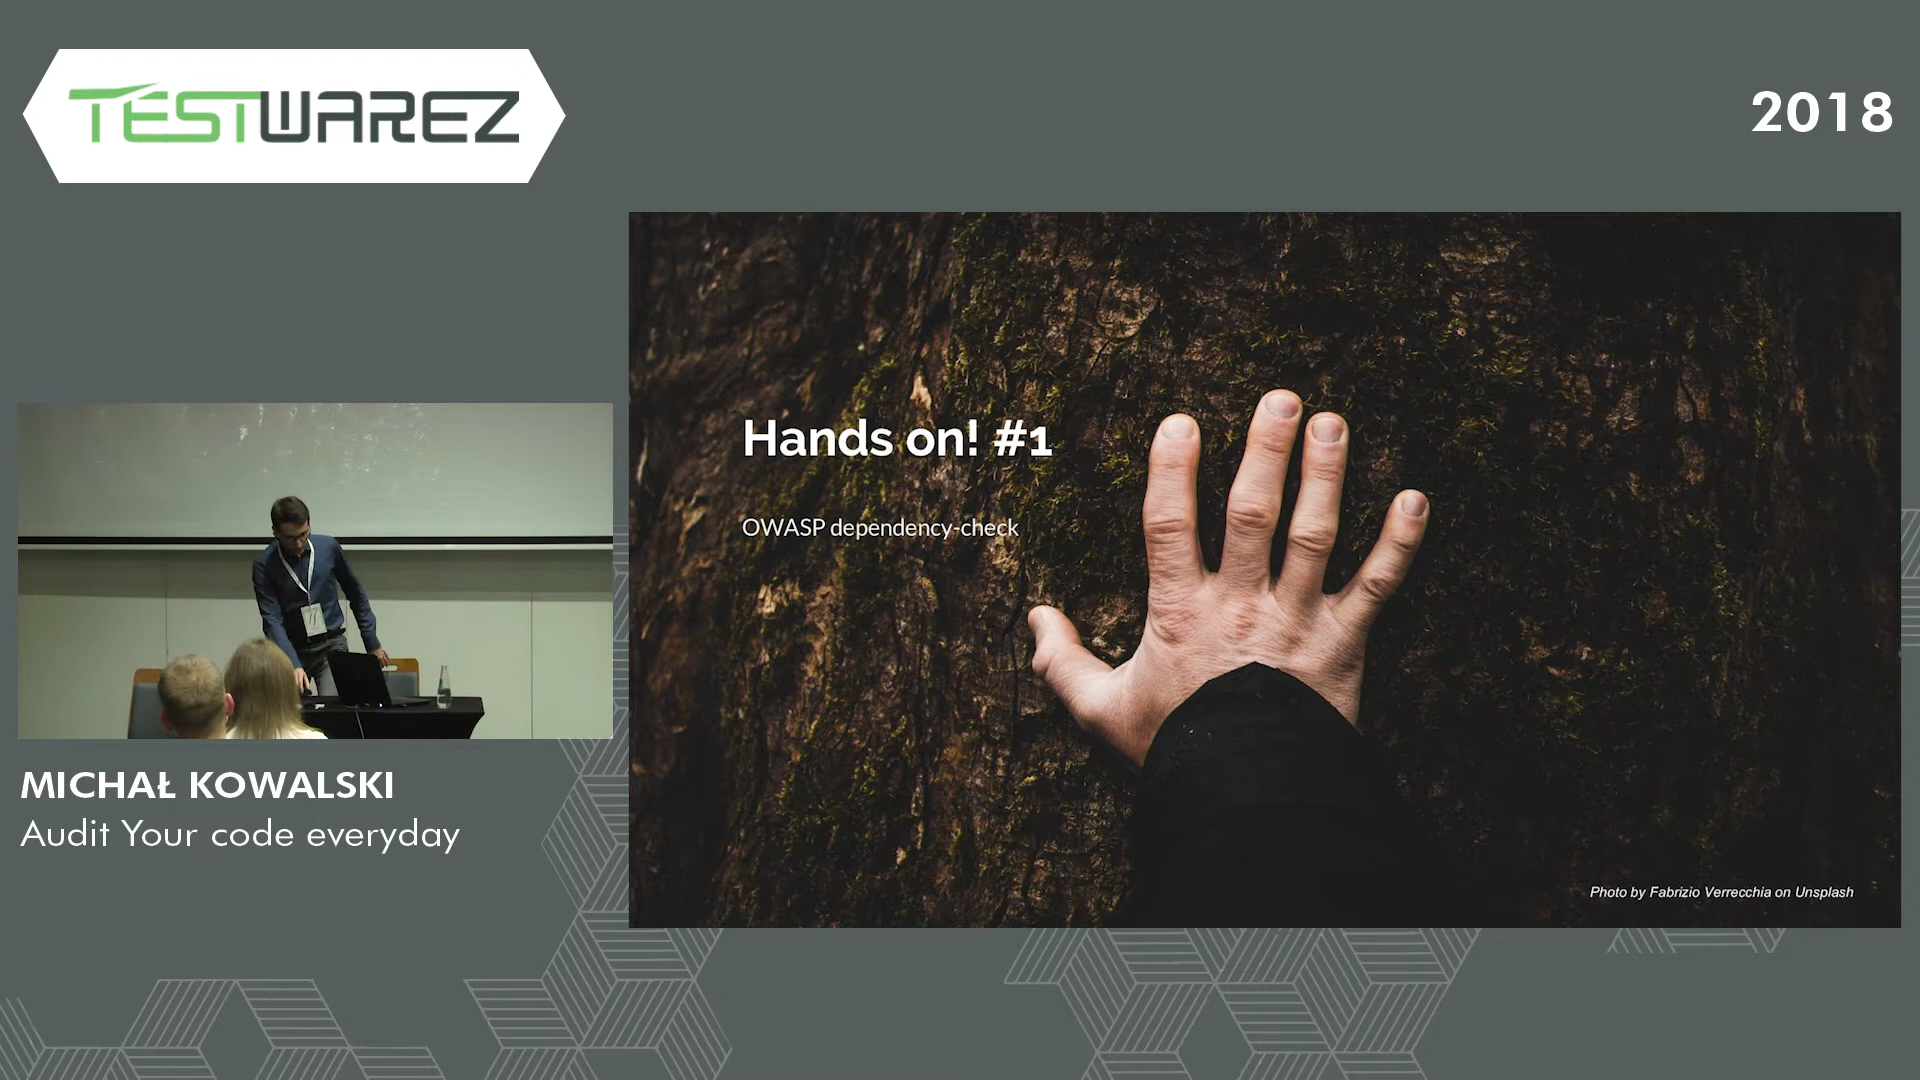 TESTWAREZ
2018
Hands on! #1
OWASP dependency-check
Photo by Fabrizio Verrecchia on Unsplash
MICHAŁ KOWALSKI
Audit Your code everyday